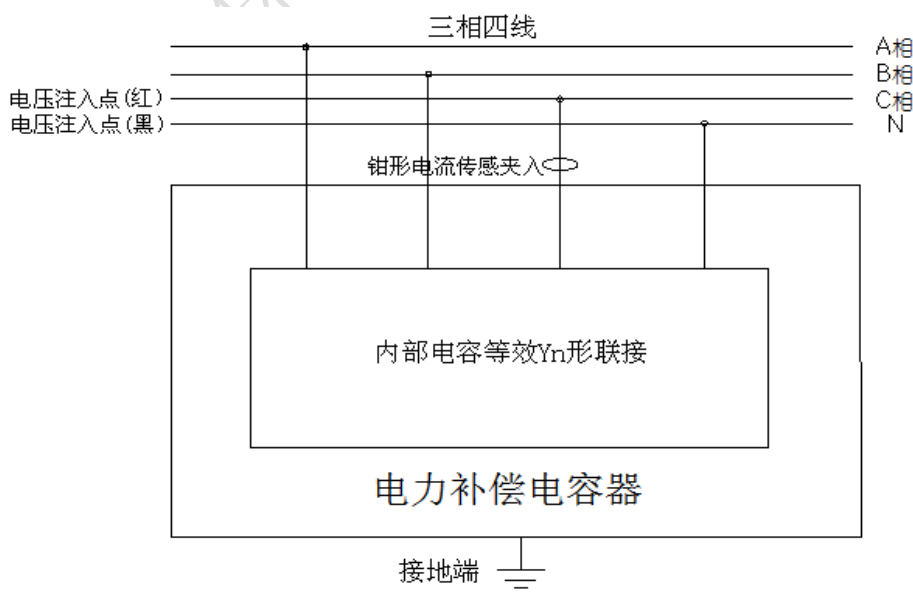 三相四线
A相
B相
电压注入点(红) C相
电压注入点(黑) N
钳形电流传感夹入
内部电容等效Yn形联接
电力补偿电容器
接地端